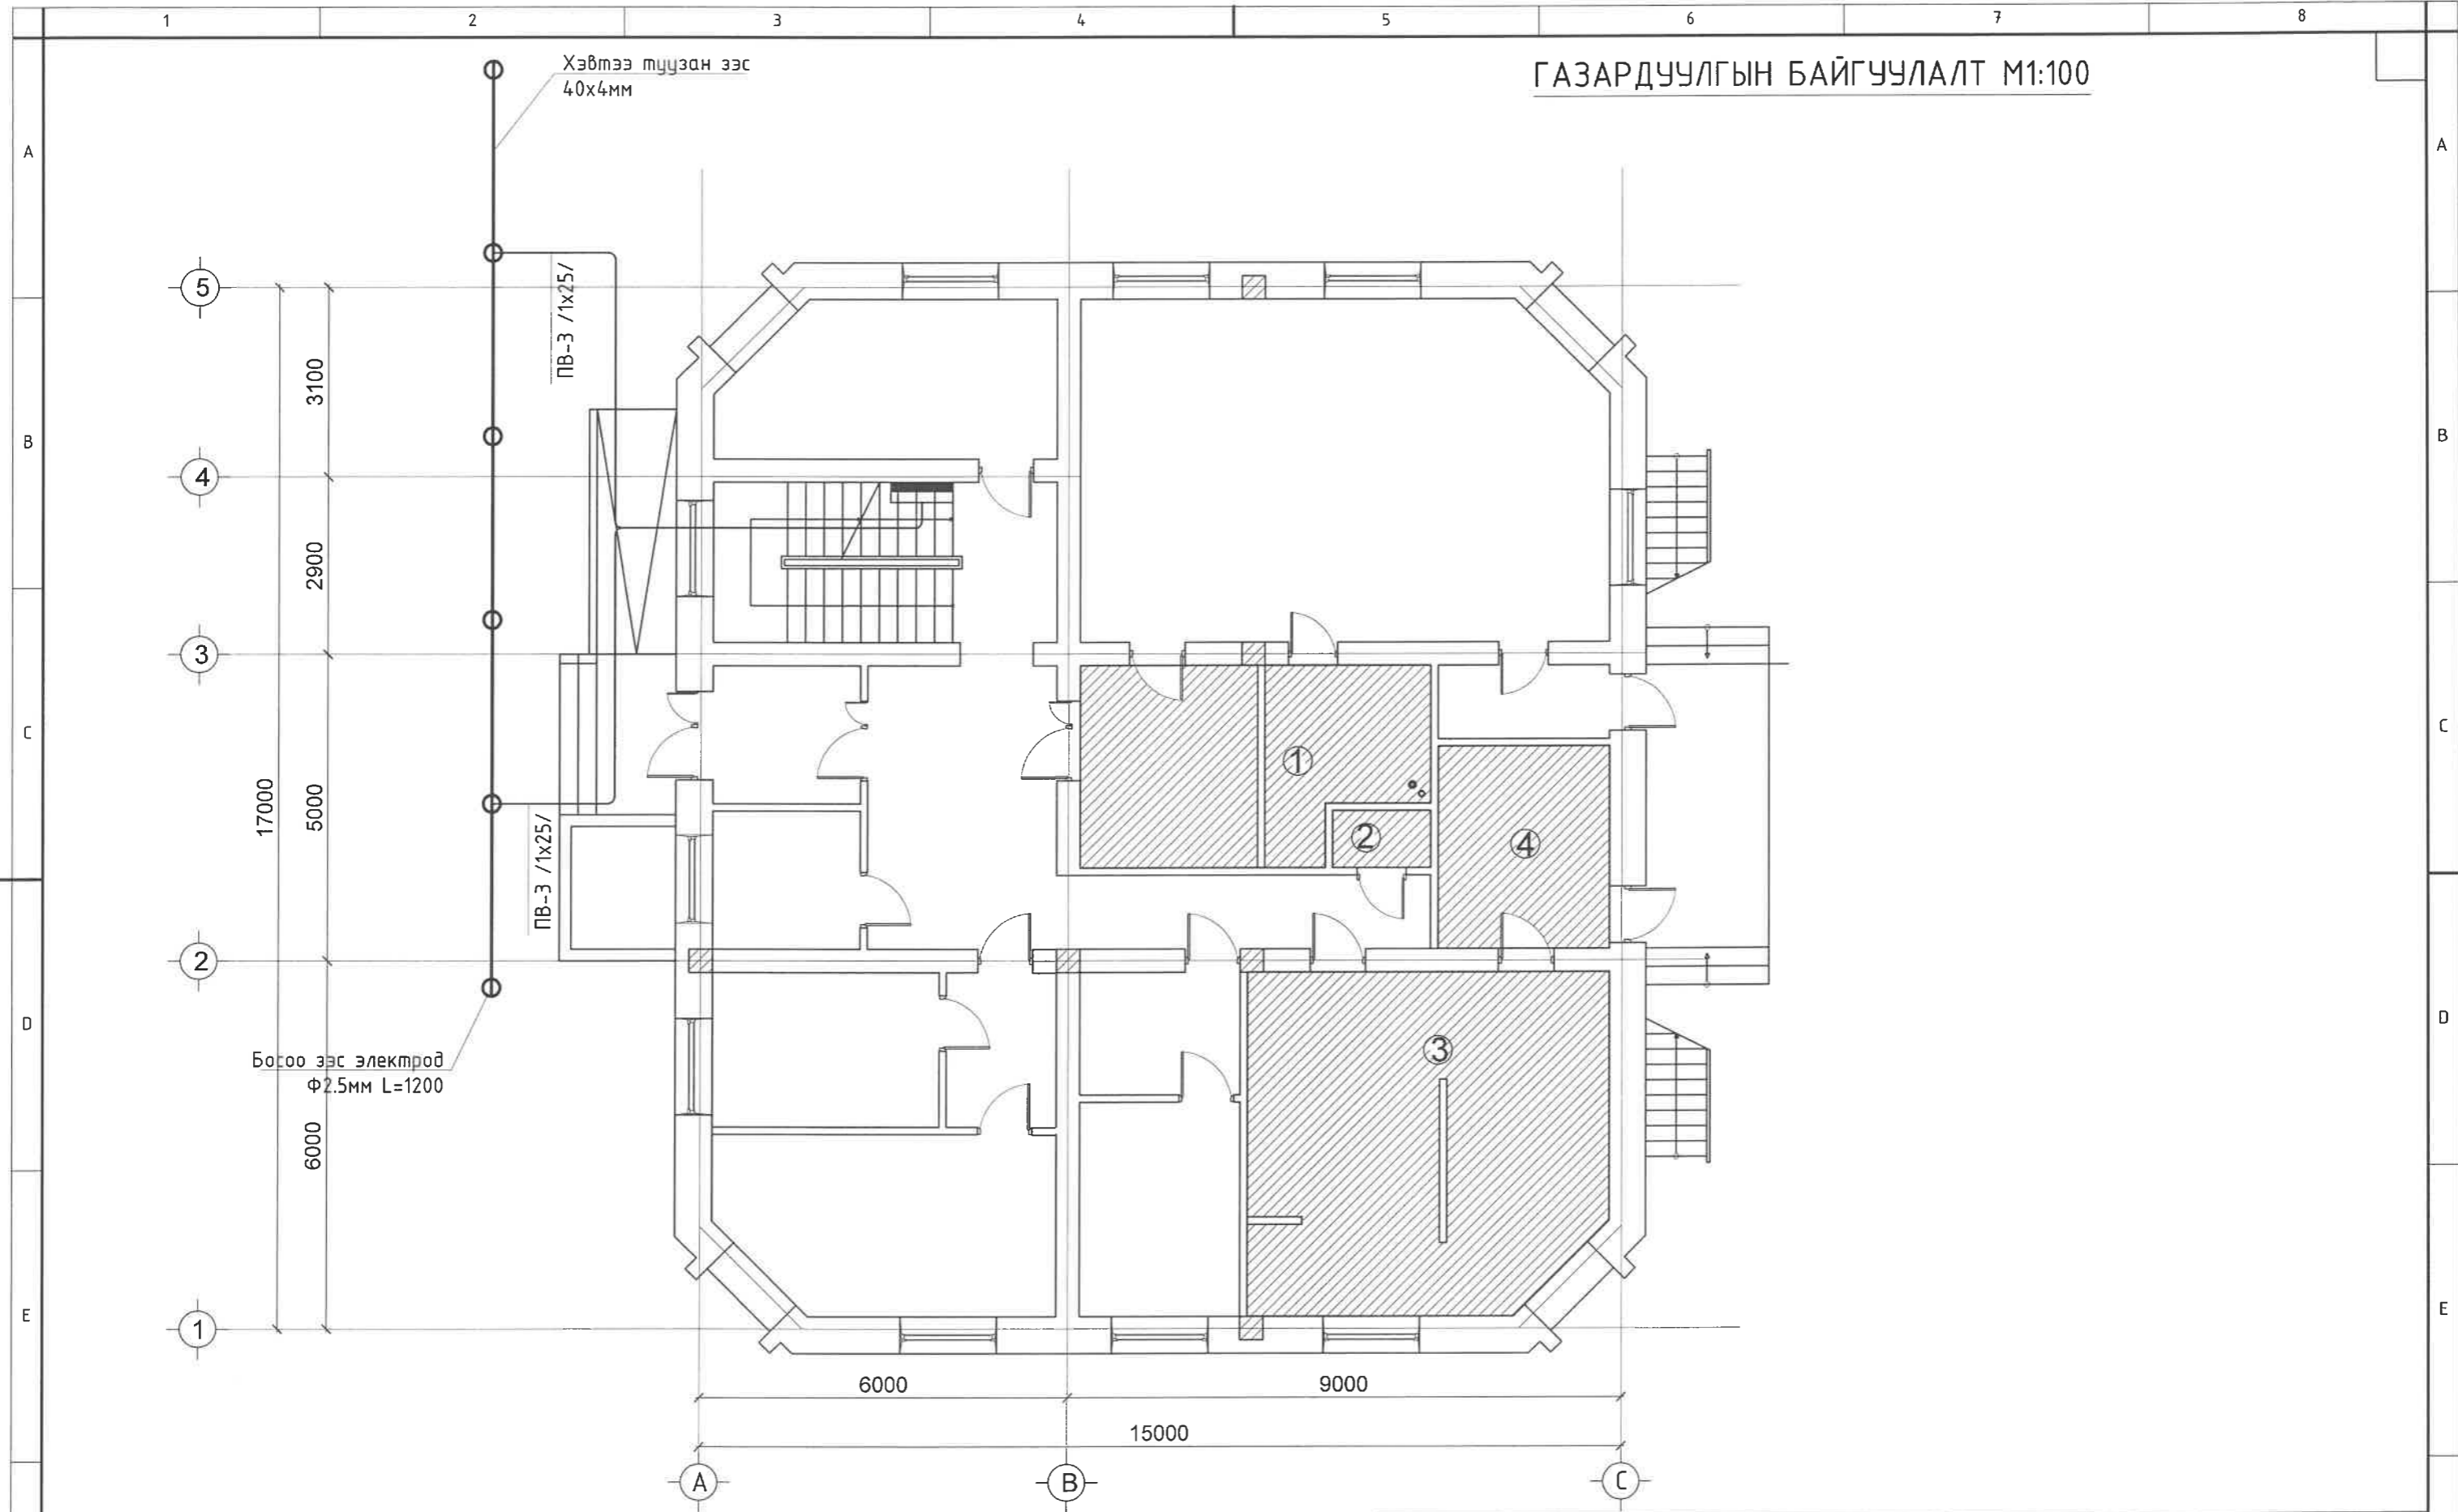 1 2 3 4 5 6 7 8
Хэвтээ туузан зэс
40x4мм
ГАЗАРДУУЛГЫН БАЙГУУЛАЛТ М1:100
A A
ПВ-3 /1x25/
5
3100
B B
4
2900
3
C C
1
17000
5000
2
4
ПВ-3 /1x25/
2
D D
3
Босоо зэс электрод
Ф2.5мм L=1200
6000
E E
1
6000 9000
15000
A B C